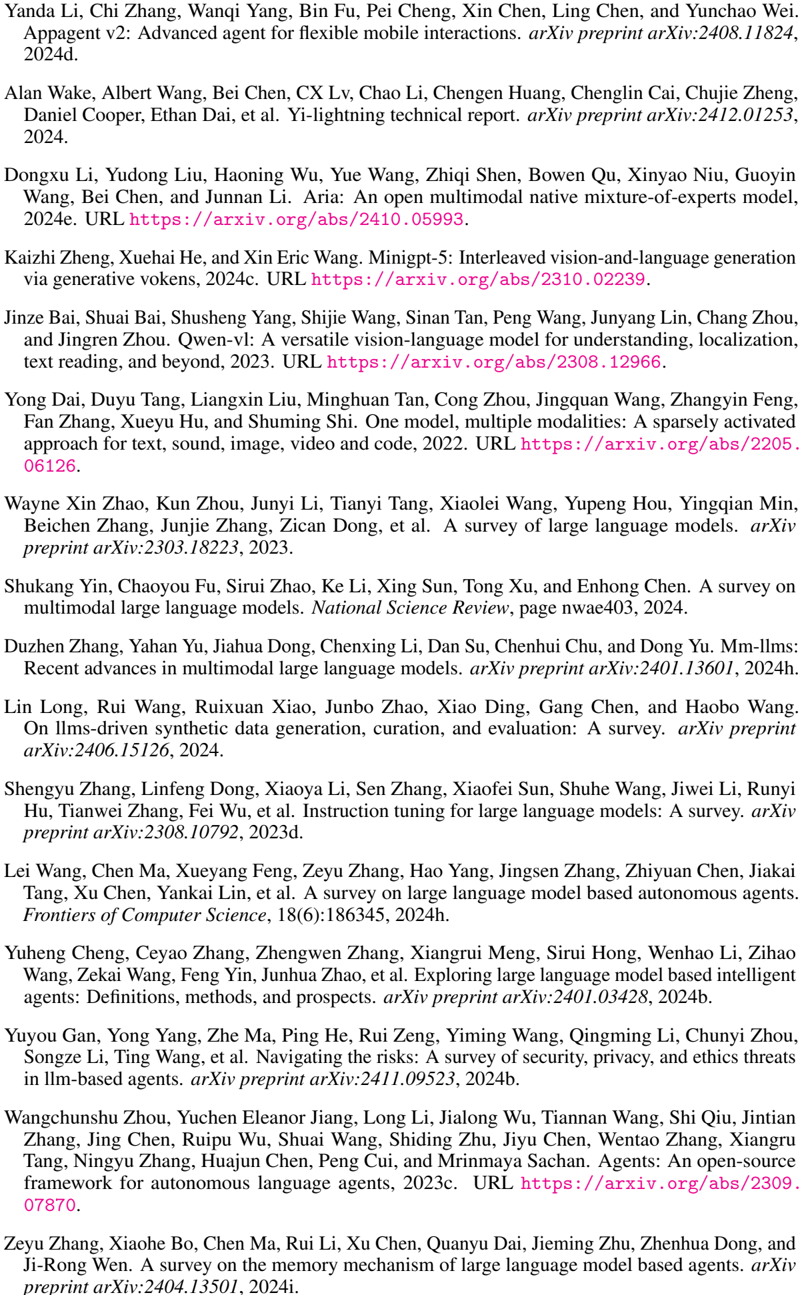 Yanda Li, Chi Zhang, Wanqi Yang, Bin Fu, Pei Cheng, Xin Chen, Ling Chen, and Yunchao Wei.
Appagent v2: Advanced agent for flexible mobile interactions. arXiv preprint arXiv:2408.11824,
2024d.
Alan Wake, Albert Wang, Bei Chen, CX Lv, Chao Li, Chengen Huang, Chenglin Cai, Chujie Zheng,
Daniel Cooper, Ethan Dai, et al. Yi-lightning technical report. arXiv preprint arXiv:2412.01253,
2024.
Dongxu Li, Yudong Liu, Haoning Wu, Yue Wang, Zhiqi Shen, Bowen Qu, Xinyao Niu, Guoyin
Wang, Bei Chen, and Junnan Li. Aria: An open multimodal native mixture-of-experts model,
2024e. URL https://arxiv.org/abs/2410.05993.
Kaizhi Zheng, Xuehai He, and Xin Eric Wang. Minigpt-5: Interleaved vision-and-language generation
via generative vokens, 2024c. URL https://arxiv.org/abs/2310.02239.
Jinze Bai, Shuai Bai, Shusheng Yang, Shijie Wang, Sinan Tan, Peng Wang, Junyang Lin, Chang Zhou,
and Jingren Zhou. Qwen-vl: A versatile vision-language model for understanding, localization,
text reading, and beyond, 2023. URL https://arxiv.org/abs/2308.12966.
Yong Dai, Duyu Tang, Liangxin Liu, Minghuan Tan, Cong Zhou, Jingquan Wang, Zhangyin Feng,
Fan Zhang, Xueyu Hu, and Shuming Shi. One model, multiple modalities: A sparsely activated
approach for text, sound, image, video and code, 2022. URL https://arxiv.org/abs/2205.
06126.
Wayne Xin Zhao, Kun Zhou, Junyi Li, Tianyi Tang, Xiaolei Wang, Yupeng Hou, Yingqian Min,
Beichen Zhang, Junjie Zhang, Zican Dong, et al. A survey of large language models. arXiv
preprint arXiv:2303.18223, 2023.
Shukang Yin, Chaoyou Fu, Sirui Zhao, Ke Li, Xing Sun, Tong Xu, and Enhong Chen. A survey on
multimodal large language models. National Science Review, page nwae403, 2024.
Duzhen Zhang, Yahan Yu, Jiahua Dong, Chenxing Li, Dan Su, Chenhui Chu, and Dong Yu. Mm-llms:
Recent advances in multimodal large language models. arXiv preprint arXiv:2401.13601, 2024h.
Lin Long, Rui Wang, Ruixuan Xiao, Junbo Zhao, Xiao Ding, Gang Chen, and Haobo Wang.
On llms-driven synthetic data generation, curation, and evaluation: A survey. arXiv preprint
arXiv:2406.15126, 2024.
Shengyu Zhang, Linfeng Dong, Xiaoya Li, Sen Zhang, Xiaofei Sun, Shuhe Wang, Jiwei Li, Runyi
Hu, Tianwei Zhang, Fei Wu, et al. Instruction tuning for large language models: A survey. arXiv
preprint arXiv:2308.10792, 2023d.
Lei Wang, Chen Ma, Xueyang Feng, Zeyu Zhang, Hao Yang, Jingsen Zhang, Zhiyuan Chen, Jiakai
Tang, Xu Chen, Yankai Lin, et al. A survey on large language model based autonomous agents.
Frontiers of Computer Science, 18(6):186345, 2024h.
Yuheng Cheng, Ceyao Zhang, Zhengwen Zhang, Xiangrui Meng, Sirui Hong, Wenhao Li, Zihao
Wang, Zekai Wang, Feng Yin, Junhua Zhao, et al. Exploring large language model based intelligent
agents: Definitions, methods, and prospects. arXiv preprint arXiv:2401.03428, 2024b.
Yuyou Gan, Yong Yang, Zhe Ma, Ping He, Rui Zeng, Yiming Wang, Qingming Li, Chunyi Zhou,
Songze Li, Ting Wang, et al. Navigating the risks: A survey of security, privacy, and ethics threats
in llm-based agents. arXiv preprint arXiv:2411.09523, 2024b.
Wangchunshu Zhou, Yuchen Eleanor Jiang, Long Li, Jialong Wu, Tiannan Wang, Shi Qiu, Jintian
Zhang, Jing Chen, Ruipu Wu, Shuai Wang, Shiding Zhu, Jiyu Chen, Wentao Zhang, Xiangru
Tang, Ningyu Zhang, Huajun Chen, Peng Cui, and Mrinmaya Sachan. Agents: An open-source
framework for autonomous language agents, 2023c. URL https://arxiv.org/abs/2309.
07870.
Zeyu Zhang, Xiaohe Bo, Chen Ma, Rui Li, Xu Chen, Quanyu Dai, Jieming Zhu, Zhenhua Dong, and
Ji-Rong Wen. A survey on the memory mechanism of large language model based agents. arXiv
preprint arXiv:2404.13501, 2024i.